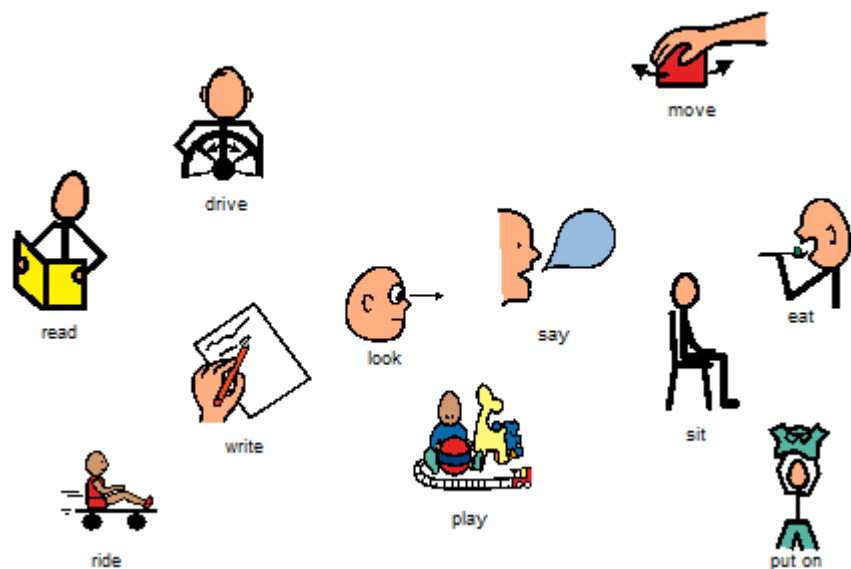 move
drive
read
eat
say
look
sit
write
play
ride
put on